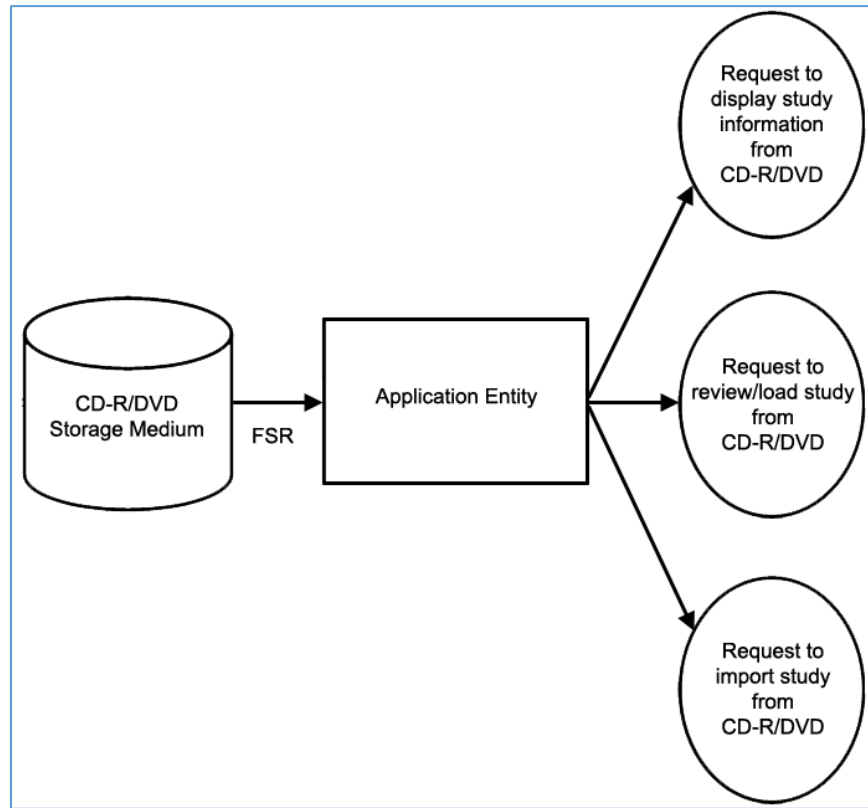 Request to
display study
information
from
CD-R/DVD
CD-R/DVD
Storage Medium
FSR
Application Entity
Request to
review/load study
from
CD-R/DVD
Request to
import study
from
CD-R/DVD